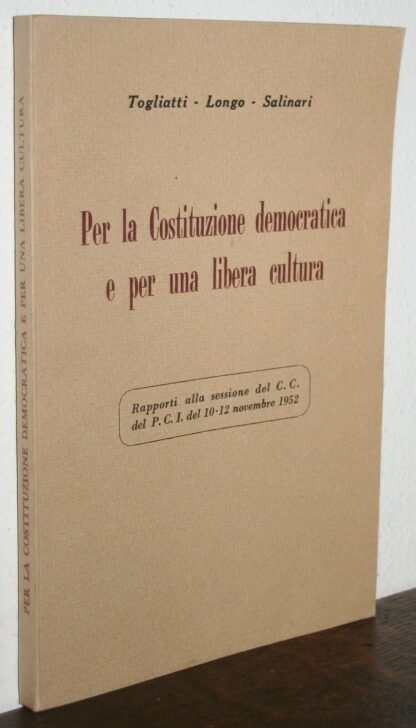 Togliatti - Longo - Salinari
Per la Costituzione democratica
e per una libera cultura
Rapporti alla sessione del C. C.
del P. C. I. del 10-12 novembre 1952
PER LA COSTITUZIONE DEMOCRATICA E PER UNA LIBERA CULTURA